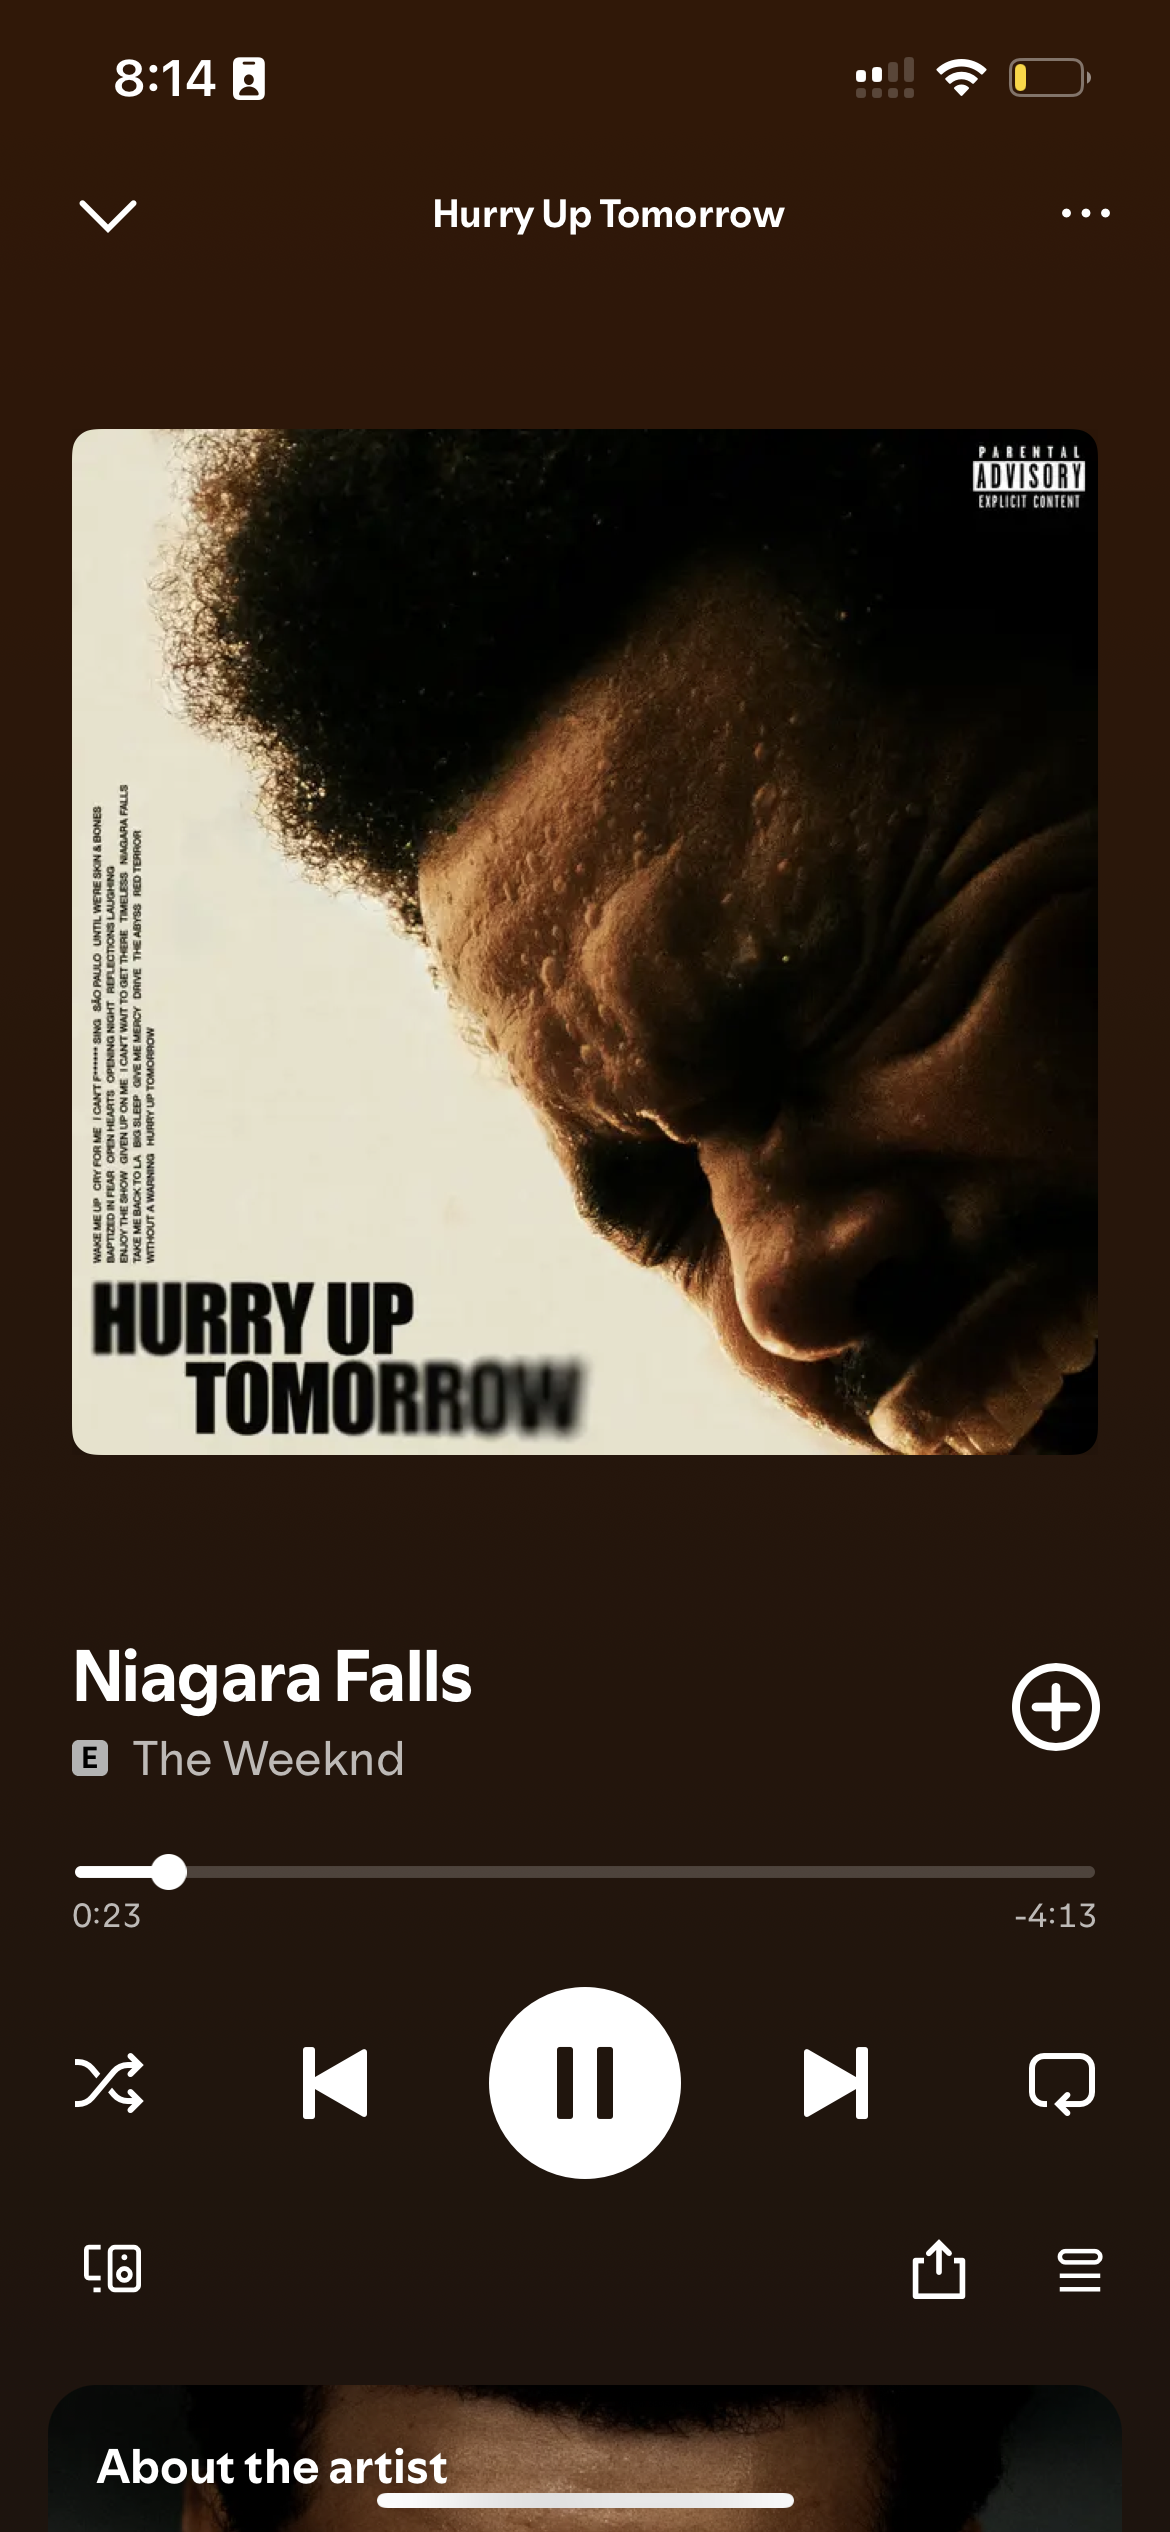 8:14
Hurry Up Tomorrow
PARENTAL
ADVISORY
EXPLICIT CONTENT
WAKE ME UP CRY FOR ME I CAN'T F****** SING SÃO PAULO UNTIL WE'RE SKIN & BONES
BAPTIZED IN FEAR OPEN HEARTS OPENING NIGHT REFLECTIONS LAUGHING
ENJOY THE SHOW GIVEN UP ON ME I CAN'T WAIT TO GET THERE TIMELESS NIAGARA FALLS
TAKE ME BACK TO LA BIG SLEEP GIVE ME MERCY DRIVE THE ABYSS RED TERROR
WITHOUT A WARNING HURRY UP TOMORROW
HURRY UP
TOMORROW
Niagara Falls
E The Weeknd
0:23 -4:13
About the artist